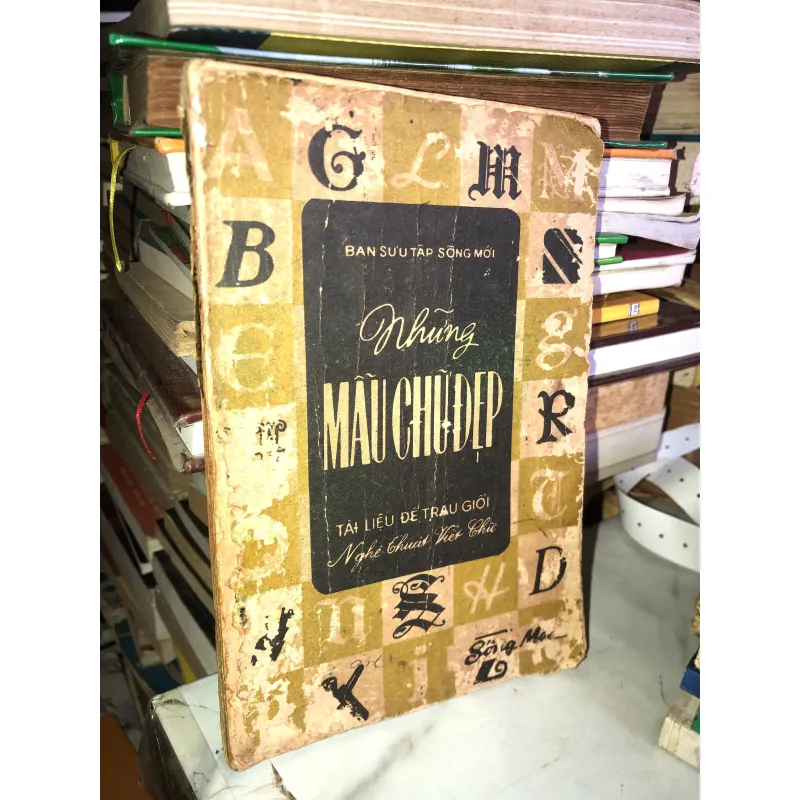 A G L M M
BAN SƯU TẬP SỐNG MỚI
B S
Những
E g
MẪU CHỮ ĐẸP
R
TÀI LIỆU ĐỂ TRAU GIỒI
Nghệ thuật Viết Chữ
T
D
n S H
Sống Mới
Y i L